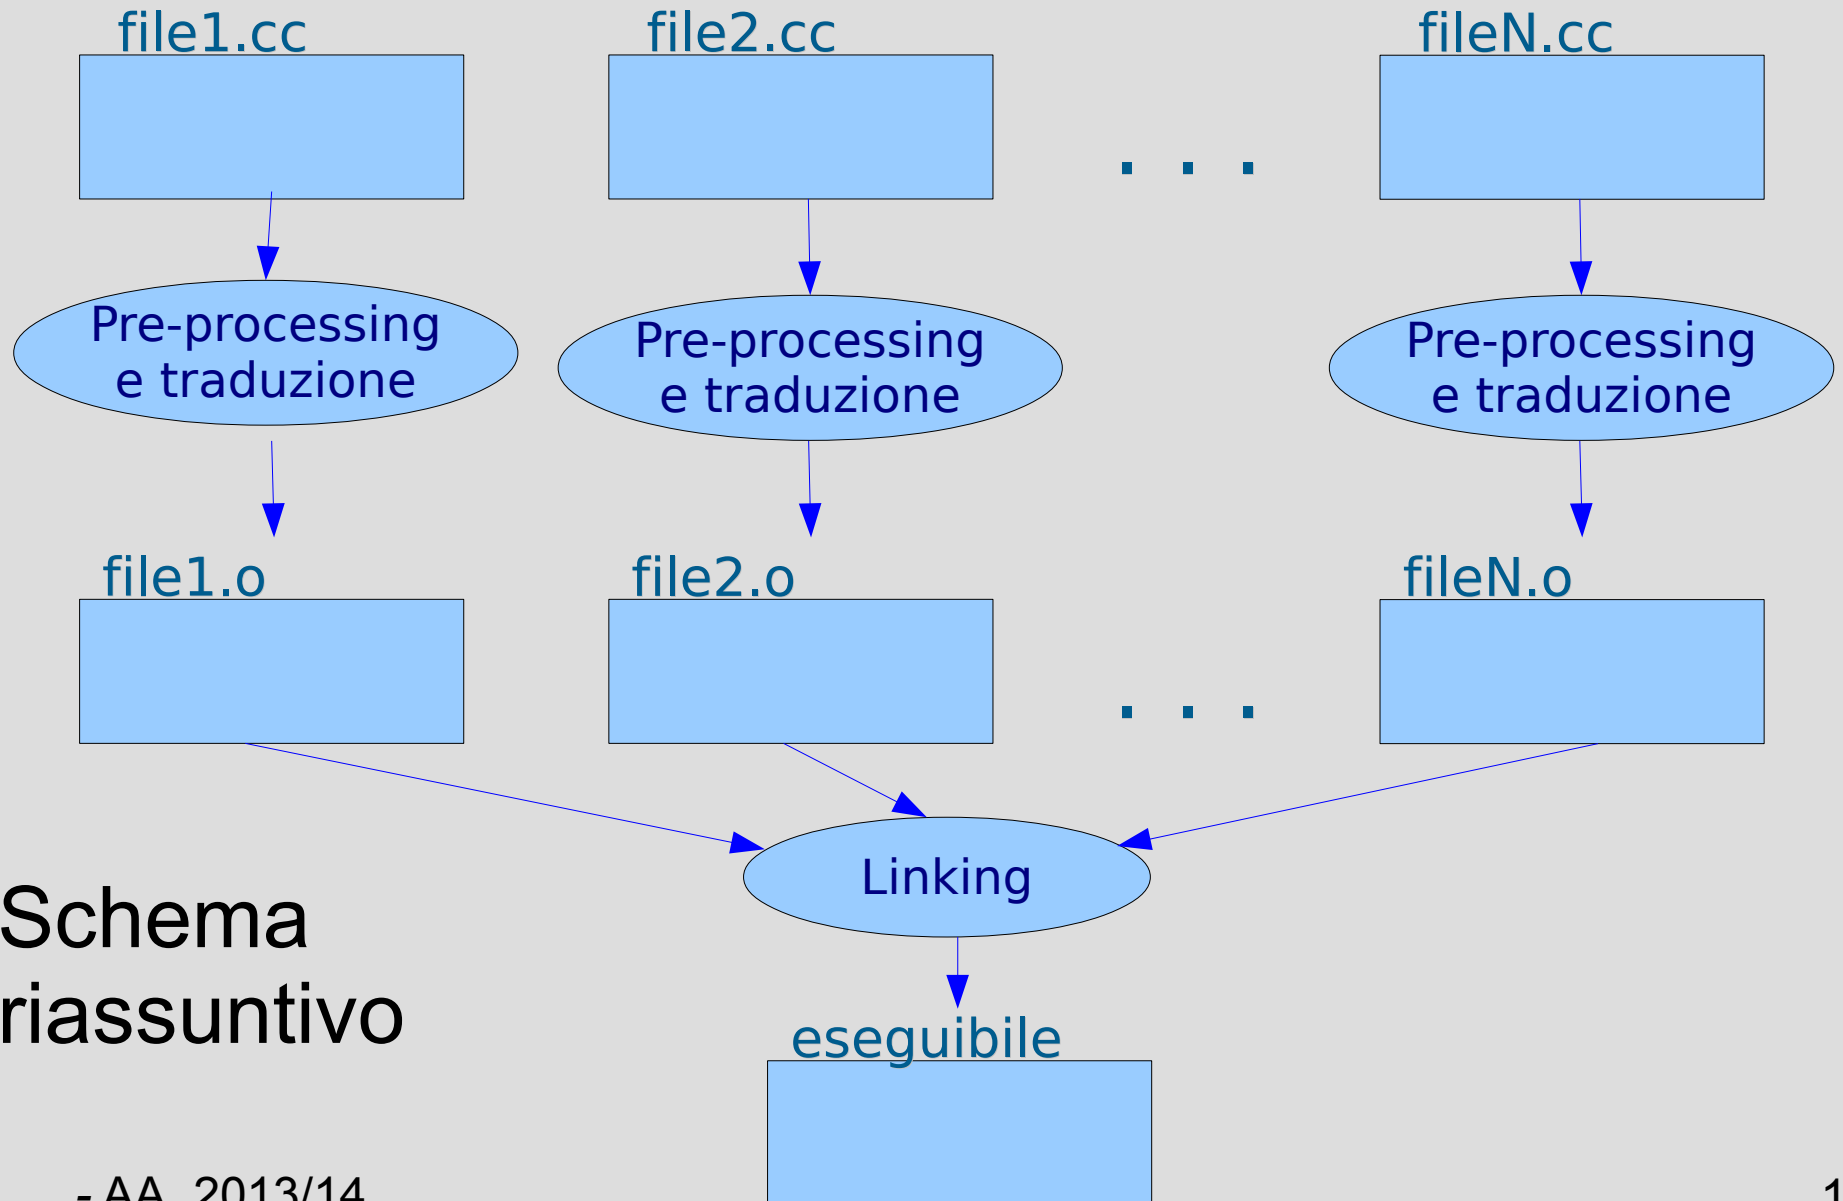 file1.cc
file2.cc
fileN.cc
. . .
Pre-processing
e traduzione
Pre-processing
e traduzione
Pre-processing
e traduzione
file1.o
file2.o
fileN.o
. . .
Linking
Schema
riassuntivo
eseguibile
- AA. 2013/14
1